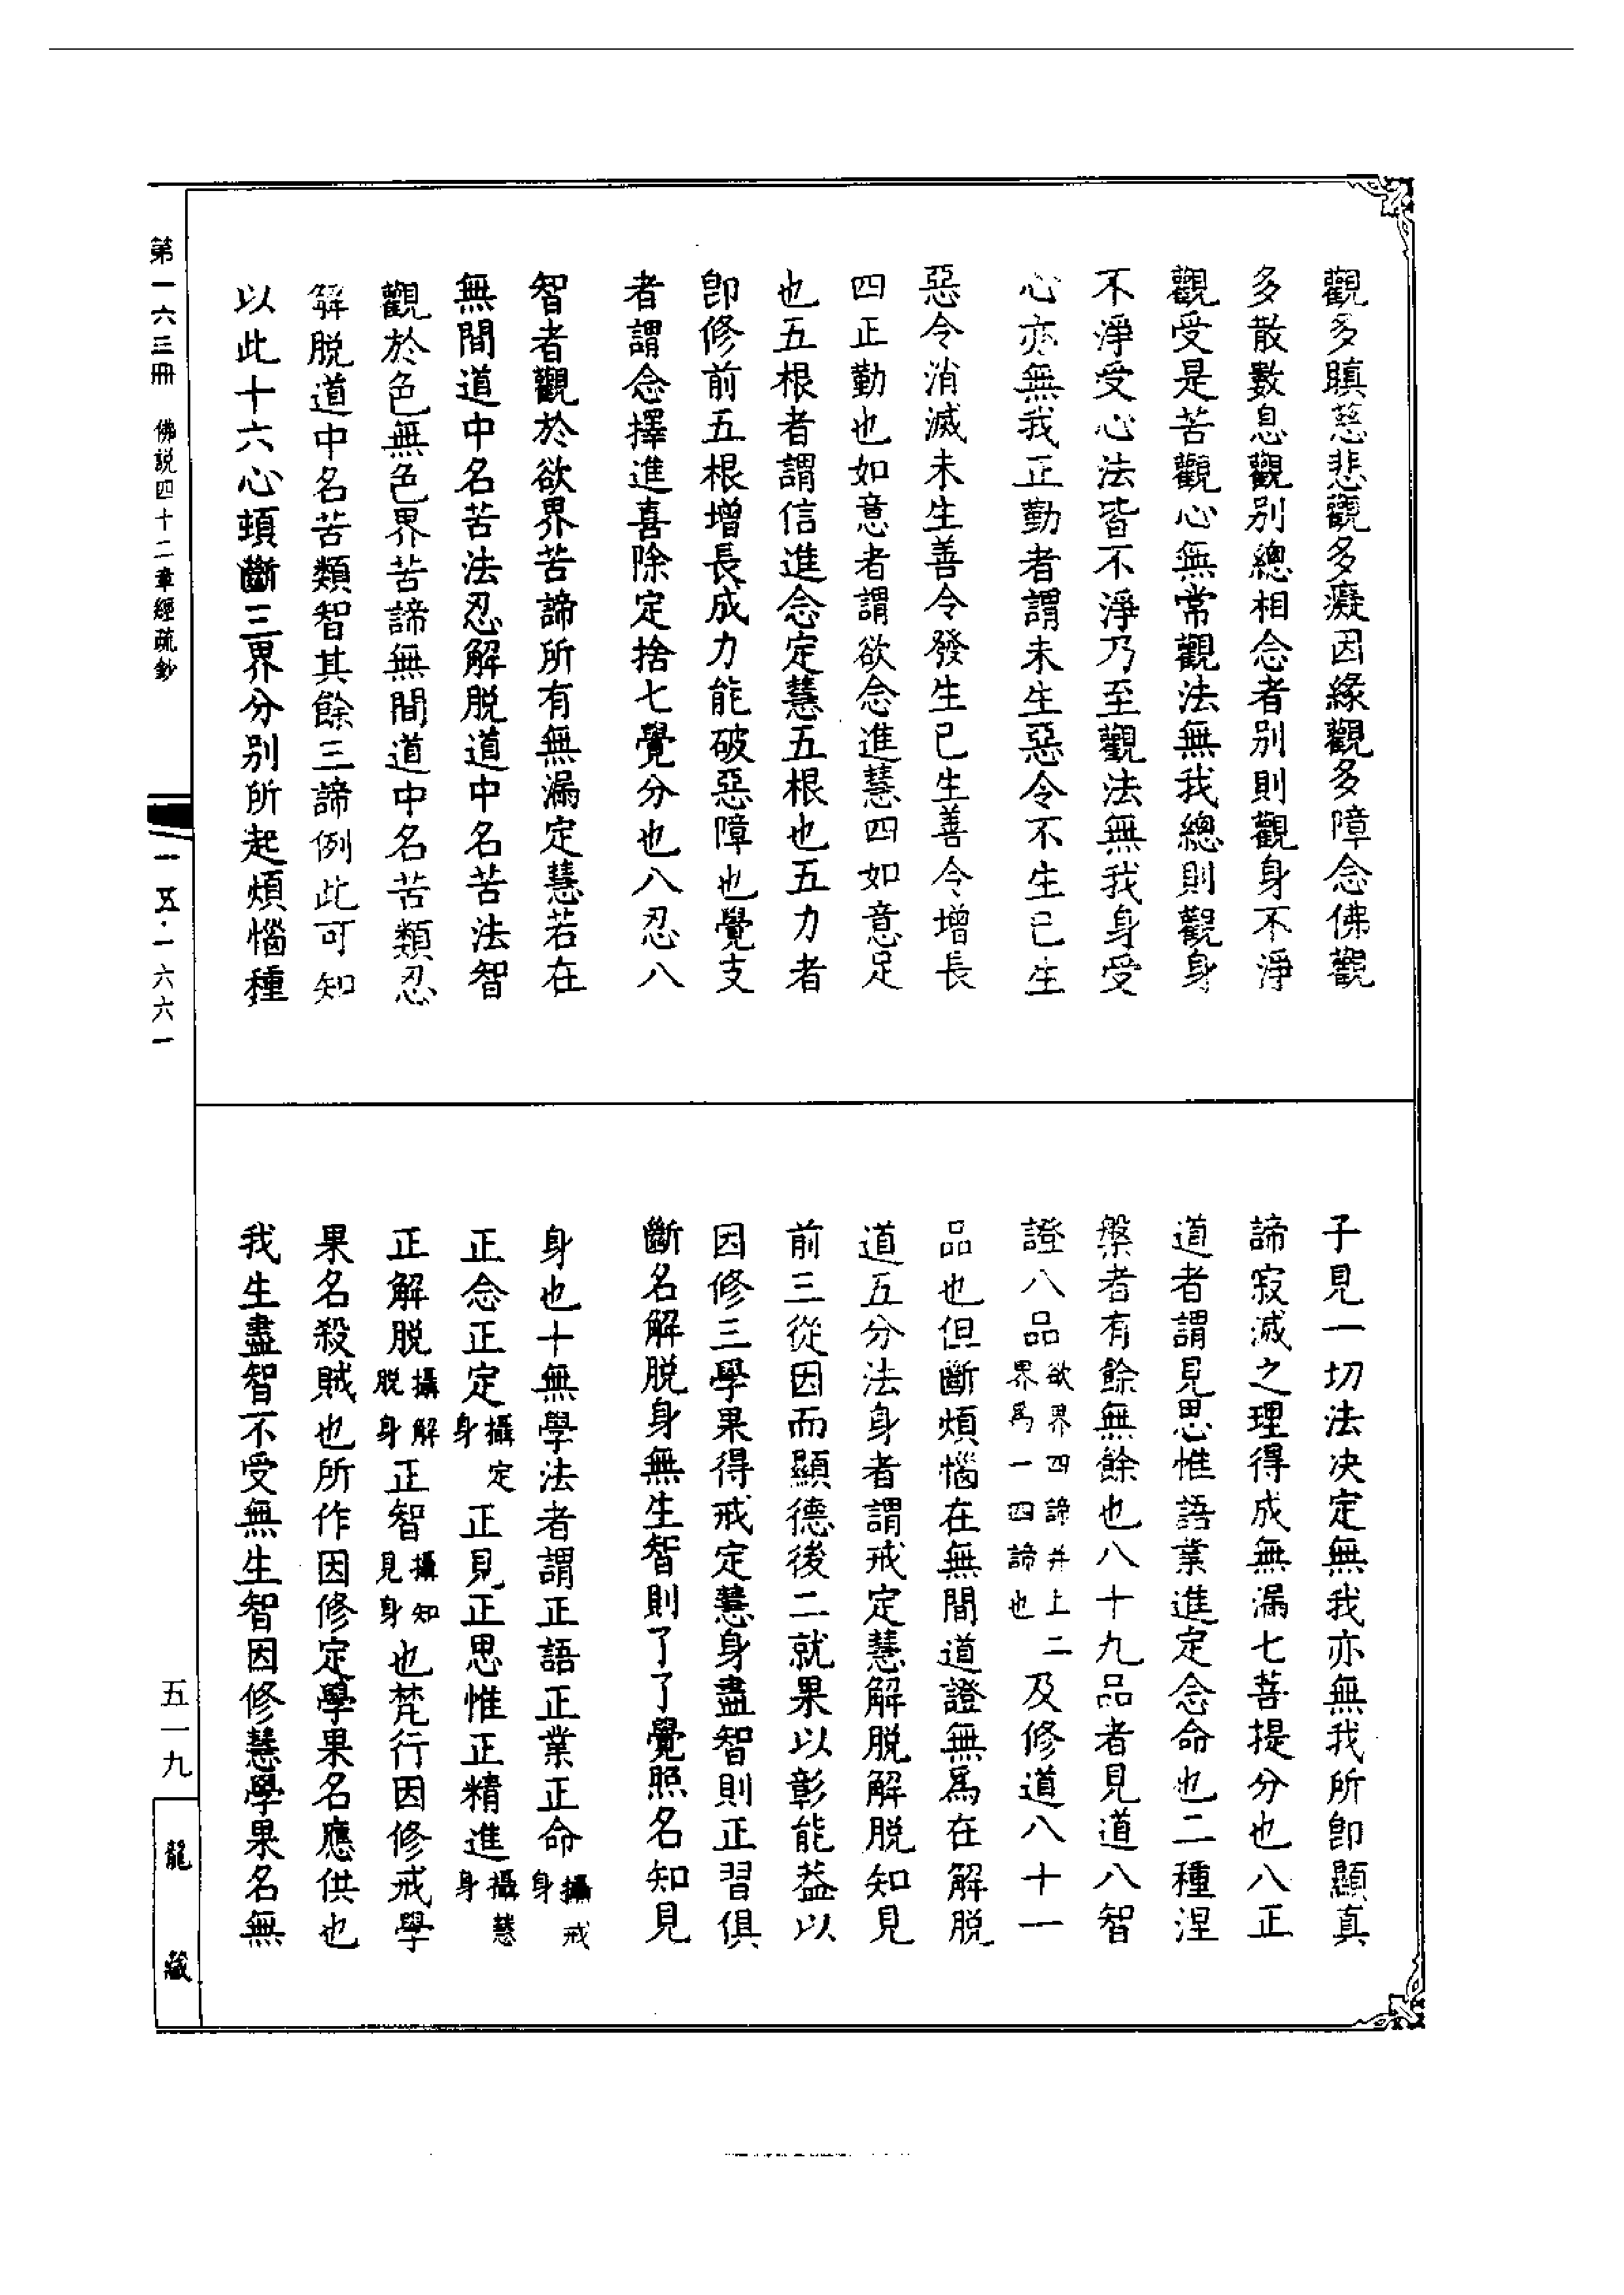 觀多瞋慈悲觀多癡因緣觀多障念佛觀
多散數息觀別總相念者別則觀身不淨
觀受是苦觀心無常觀法無我總則觀身
不淨受心法皆不淨乃至觀法無我身受
心亦無我正勤者謂未生惡令不生已生
惡令消滅未生善令發生已生善令增長
四正勤也如意者謂欲念進慧四如意足
也五根者謂信進念定慧五根也五力者
卽修前五根增長成力能破惡障也覺支
者謂念擇進喜除定捨七覺分也八忍八
智者觀於欲界苦諦所有無漏定慧若在
無間道中名苦法忍解脫道中名苦法智
觀於色無色界苦諦無間道中名苦類忍
解脫道中名苦類智其餘三諦例此可知
以此十六心頓斷三界分別所起煩惱種
子見一切法決定無我亦無我所卽顯真
諦寂滅之理得成無漏七菩提分也八正
道者謂見思惟語業進定念命也二種涅
槃者有餘無餘也八十九品者見道八智
證八品欲界四諦并上二界爲一四諦也及修道八十一
品也但斷煩惱在無間道證無爲在解脫
道五分法身者謂戒定慧解脫解脫知見
前三從因而顯德後二就果以彰能葢以
因修三學果得戒定慧身盡智則正習俱
斷名解脫身無生智則了了覺照名知見
身也十無學法者謂正語正業正命攝戒身
正念正定攝定身正見正思惟正精進攝慧身
正解脫攝解脫身正智攝知見身也梵行因修戒學
果名殺賊也所作因修定學果名應供也
我生盡智不受無生智因修慧學果名無
第一六三冊　佛說四十二章經疏鈔
一一五·一六六一
五一九
龍藏